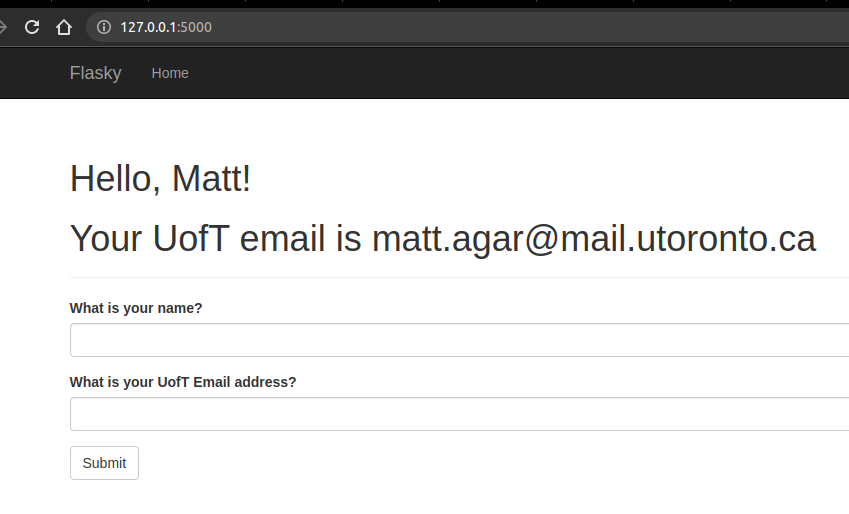 127.0.0.1:5000
Flasky Home
Hello, Matt!
Your UofT email is matt.agar@mail.utoronto.ca
What is your name?
What is your UofT Email address?
Submit